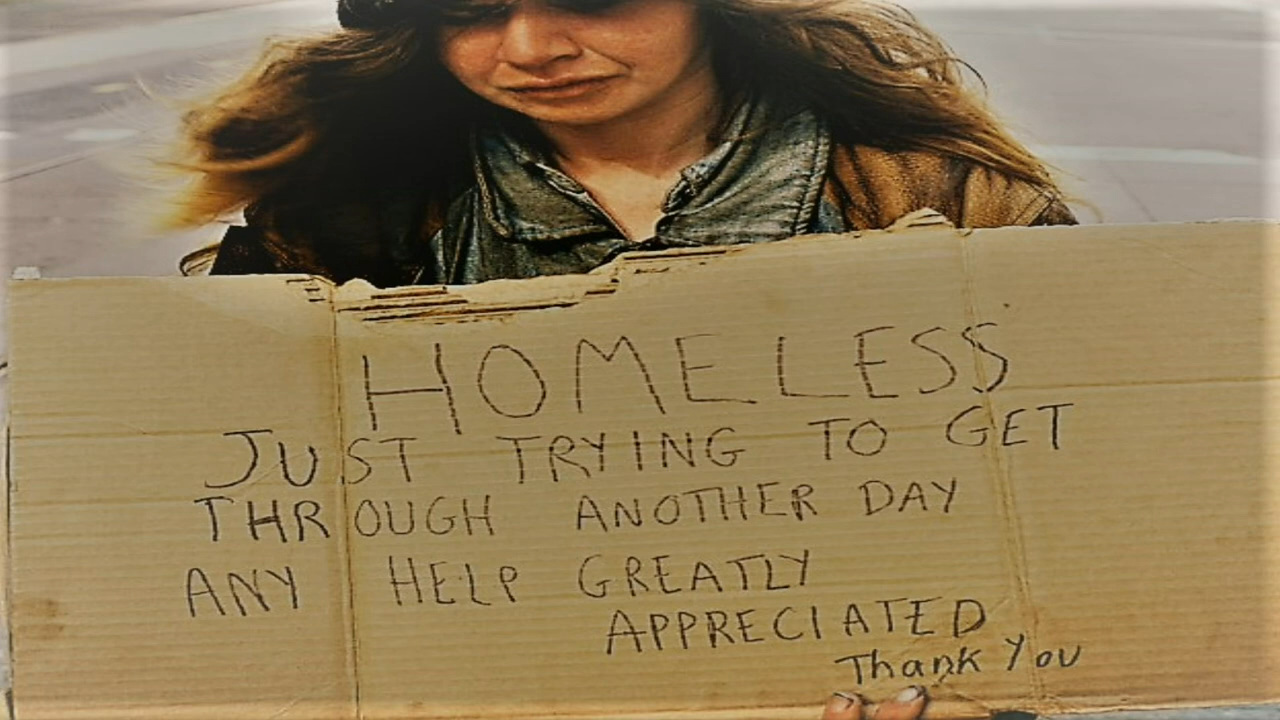 HOMELESS
JUST TRYING TO GET
THROUGH ANOTHER DAY
ANY HELP GREATLY
APPRECIATED
Thank You